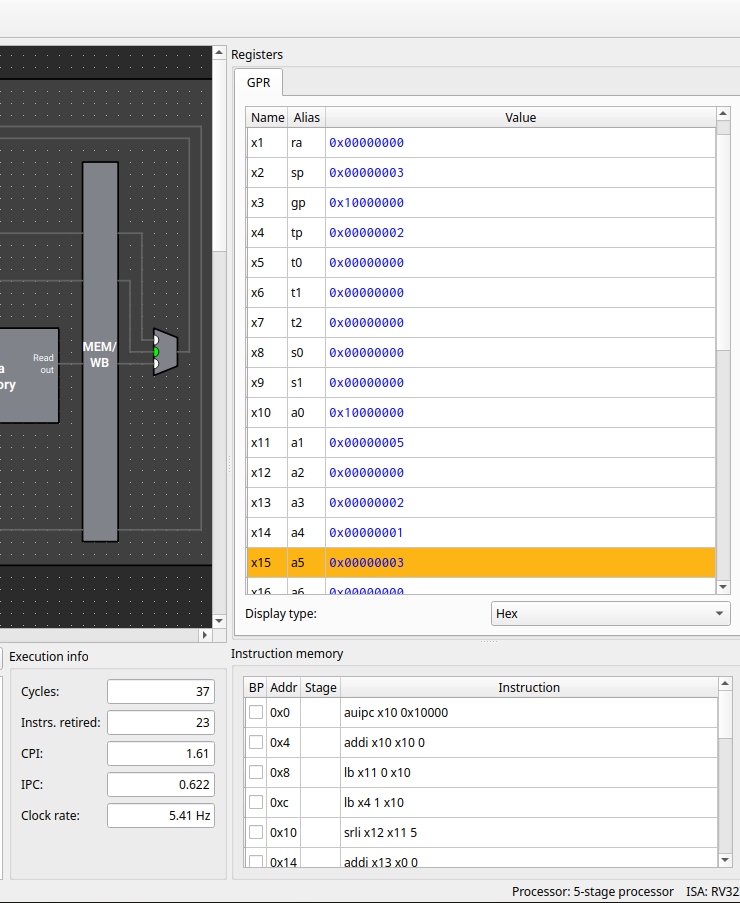 Registers
GPR
Name Alias Value
x1 ra 0x00000000
x2 sp 0x00000003
x3 gp 0x10000000
x4 tp 0x00000002
x5 t0 0x00000000
x6 t1 0x00000000
x7 t2 0x00000000
x8 s0 0x00000000
x9 s1 0x00000000
x10 a0 0x10000000
x11 a1 0x00000005
x12 a2 0x00000000
x13 a3 0x00000002
x14 a4 0x00000001
x15 a5 0x00000003
x16 a6 0x00000000
Display type: Hex
MEM/
WB
Read
out
a
ory
Execution info
Cycles: 37
Instrs. retired: 23
CPI: 1.61
IPC: 0.622
Clock rate: 5.41 Hz
Instruction memory
BP Addr Stage Instruction
0x0 auipc x10 0x10000
0x4 addi x10 x10 0
0x8 lb x11 0 x10
0xc lb x4 1 x10
0x10 srli x12 x11 5
0x14 addi x13 x0 0
Processor: 5-stage processor ISA: RV32